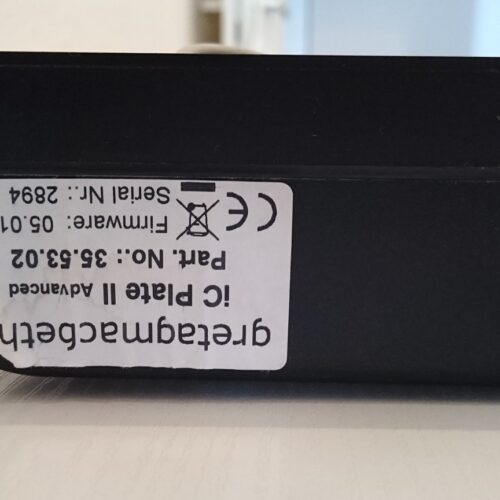 gretagmacbeth
iC Plate II Advanced
Part. No.: 35.53.02
Firmware: 05.01
Serial Nr.: 2894
CE